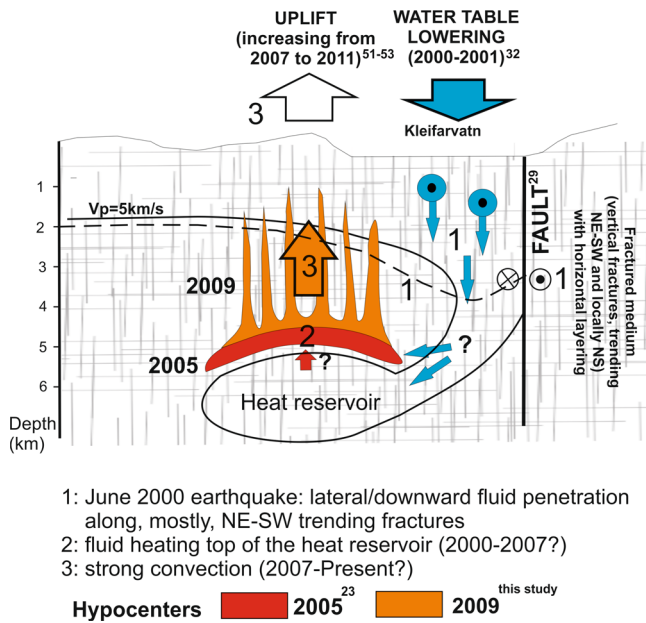 UPLIFT
(increasing from
2007 to 2011)51-53
WATER TABLE
LOWERING
(2000-2001)32
3
Kleifarvatn
1
2
3
4
5
6
Depth
(km)
Vp=5km/s
2009
2005
3
2
?
1
1
?
Heat reservoir
FAULT29
1
Fractured medium
(vertical fractures, trending
NE-SW and locally NS)
with horizontal layering
1: June 2000 earthquake: lateral/downward fluid penetration
along, mostly, NE-SW trending fractures
2: fluid heating top of the heat reservoir (2000-2007?)
3: strong convection (2007-Present?)
Hypocenters 200523 2009this study